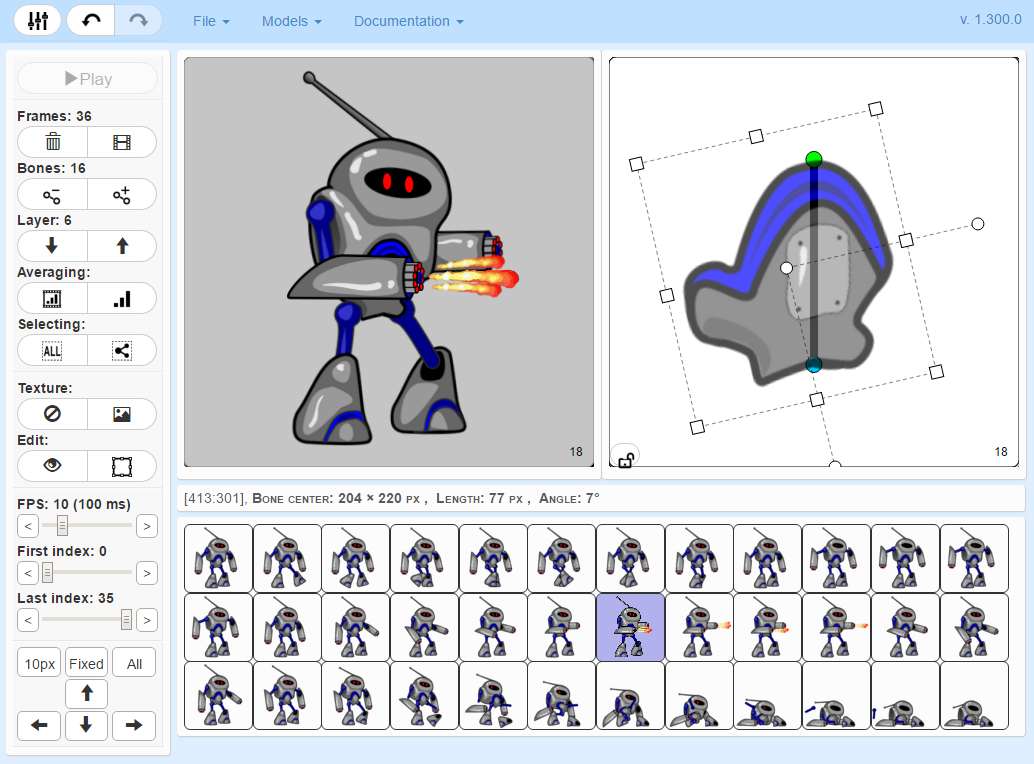 File Models Documentation v. 1.300.0
Play
Frames: 36
Bones: 16
Layer: 6
Averaging:
Selecting:
ALL
Texture:
Edit:
FPS: 10 (100 ms)
< >
First index: 0
< >
Last index: 35
< >
10px Fixed All
18
18
[413:301], Bone center: 204 × 220 px , Length: 77 px , Angle: 7°